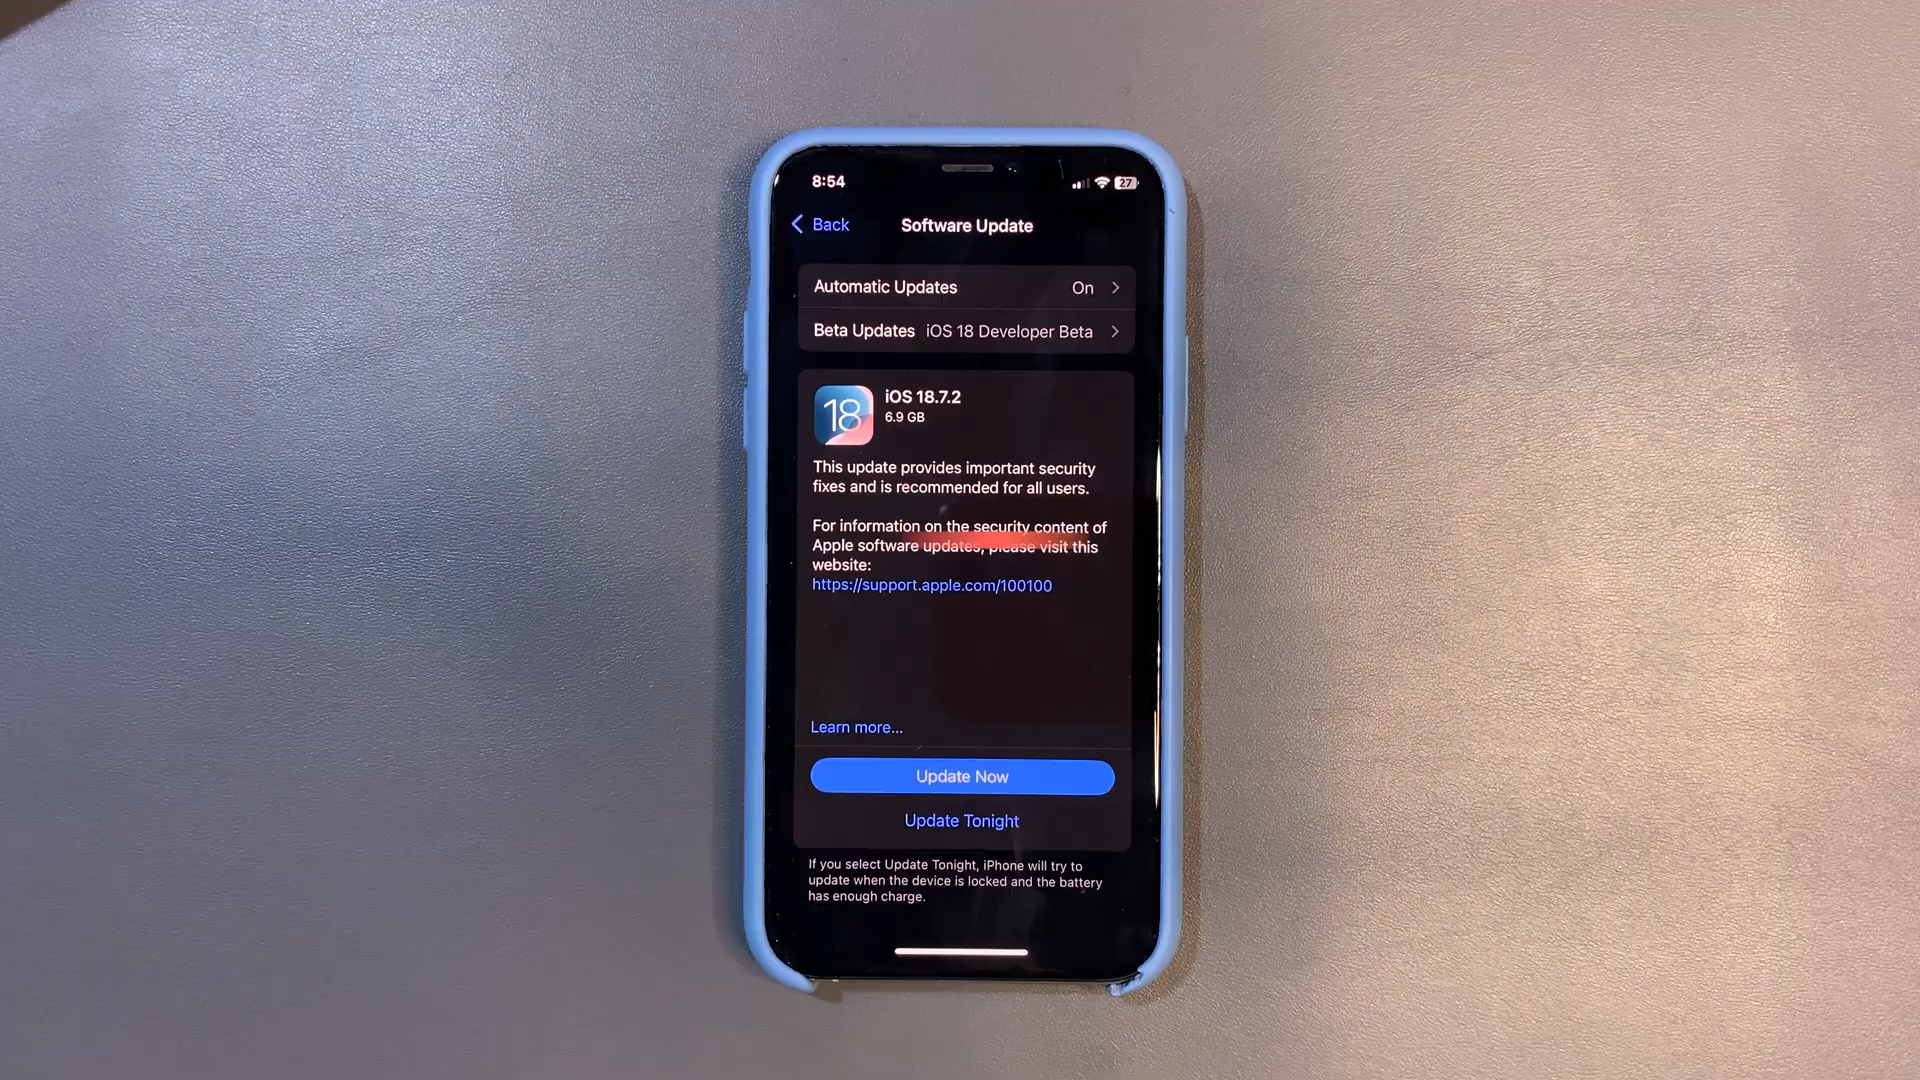 8:54
27
Back
Software Update
Automatic Updates On
Beta Updates iOS 18 Developer Beta
18
iOS 18.7.2
6.9 GB
This update provides important security
fixes and is recommended for all users.
For information on the security content of
Apple software updates, please visit this
website:
https://support.apple.com/100100
Learn more...
Update Now
Update Tonight
If you select Update Tonight, iPhone will try to
update when the device is locked and the battery
has enough charge.